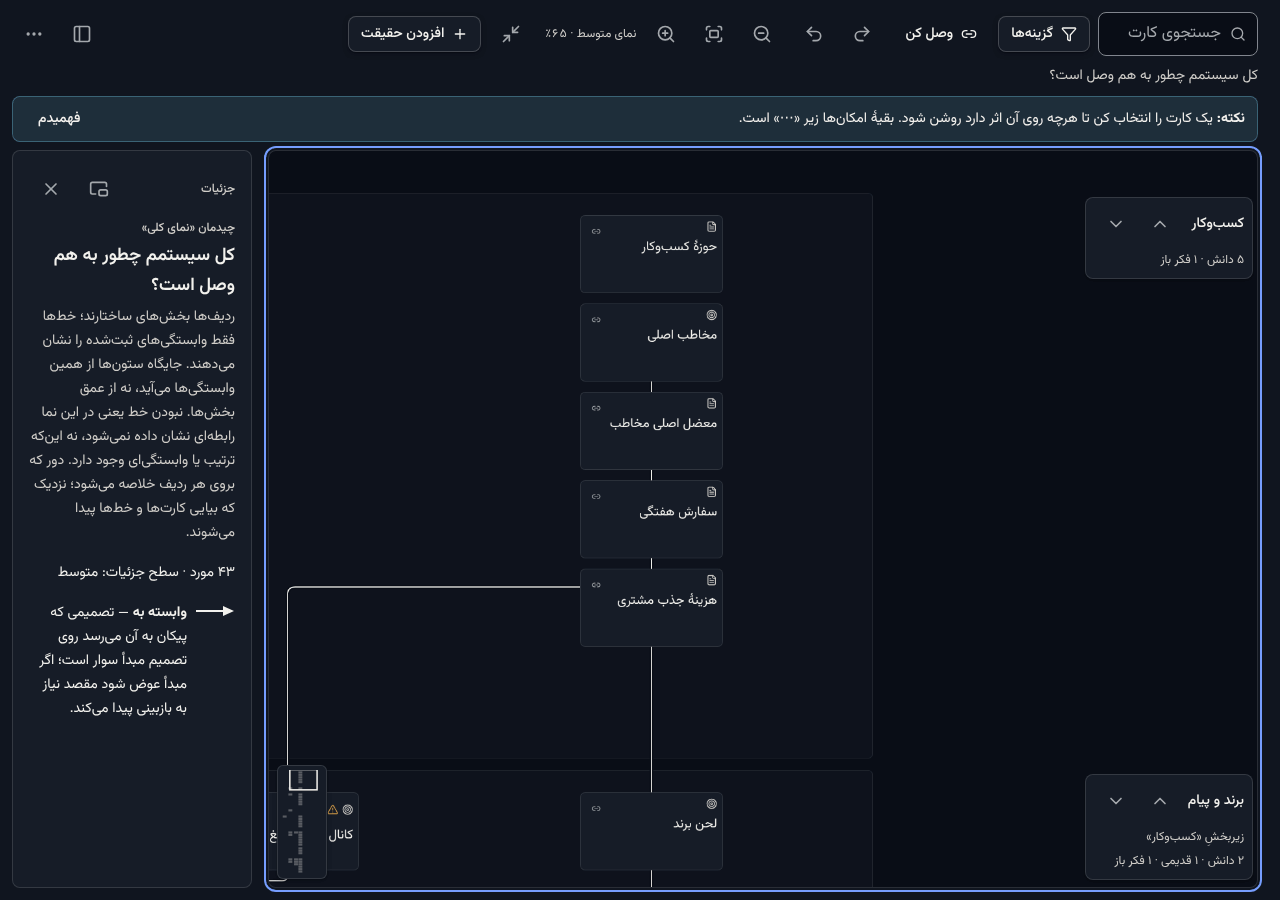 جستجوی کارت
گزینه‌ها
وصل کن
نمای متوسط · ۶۵٪
افزودن حقیقت
کل سیستمم چطور به هم وصل است؟
نکته: یک کارت را انتخاب کن تا هرچه روی آن اثر دارد روشن شود. بقیهٔ امکان‌ها زیر «···» است.
فهمیدم
کسب‌وکار
۵ دانش · ۱ فکر باز
حوزهٔ کسب‌وکار
مخاطب اصلی
معضل اصلی مخاطب
سفارش هفتگی
هزینهٔ جذب مشتری
برند و پیام
زیربخشِ «کسب‌وکار»
۲ دانش · ۱ قدیمی · ۱ فکر باز
لحن برند
کانال
جزئیات
چیدمان «نمای کلی»
کل سیستمم چطور به هم
وصل است؟
ردیف‌ها بخش‌های ساختارند؛ خط‌ها
فقط وابستگی‌های ثبت‌شده را نشان
می‌دهند. جایگاه ستون‌ها از همین
وابستگی‌ها می‌آید، نه از عمق
بخش‌ها. نبودن خط یعنی در این نما
رابطه‌ای نشان داده نمی‌شود، نه این‌که
ترتیب یا وابستگی‌ای وجود دارد. دور که
بروی هر ردیف خلاصه می‌شود؛ نزدیک
که بیایی کارت‌ها و خط‌ها پیدا
می‌شوند.
۴۳ مورد · سطح جزئیات: متوسط
وابسته به — تصمیمی که
پیکان به آن می‌رسد روی
تصمیم مبدأ سوار است؛ اگر
مبدأ عوض شود مقصد نیاز
به بازبینی پیدا می‌کند.